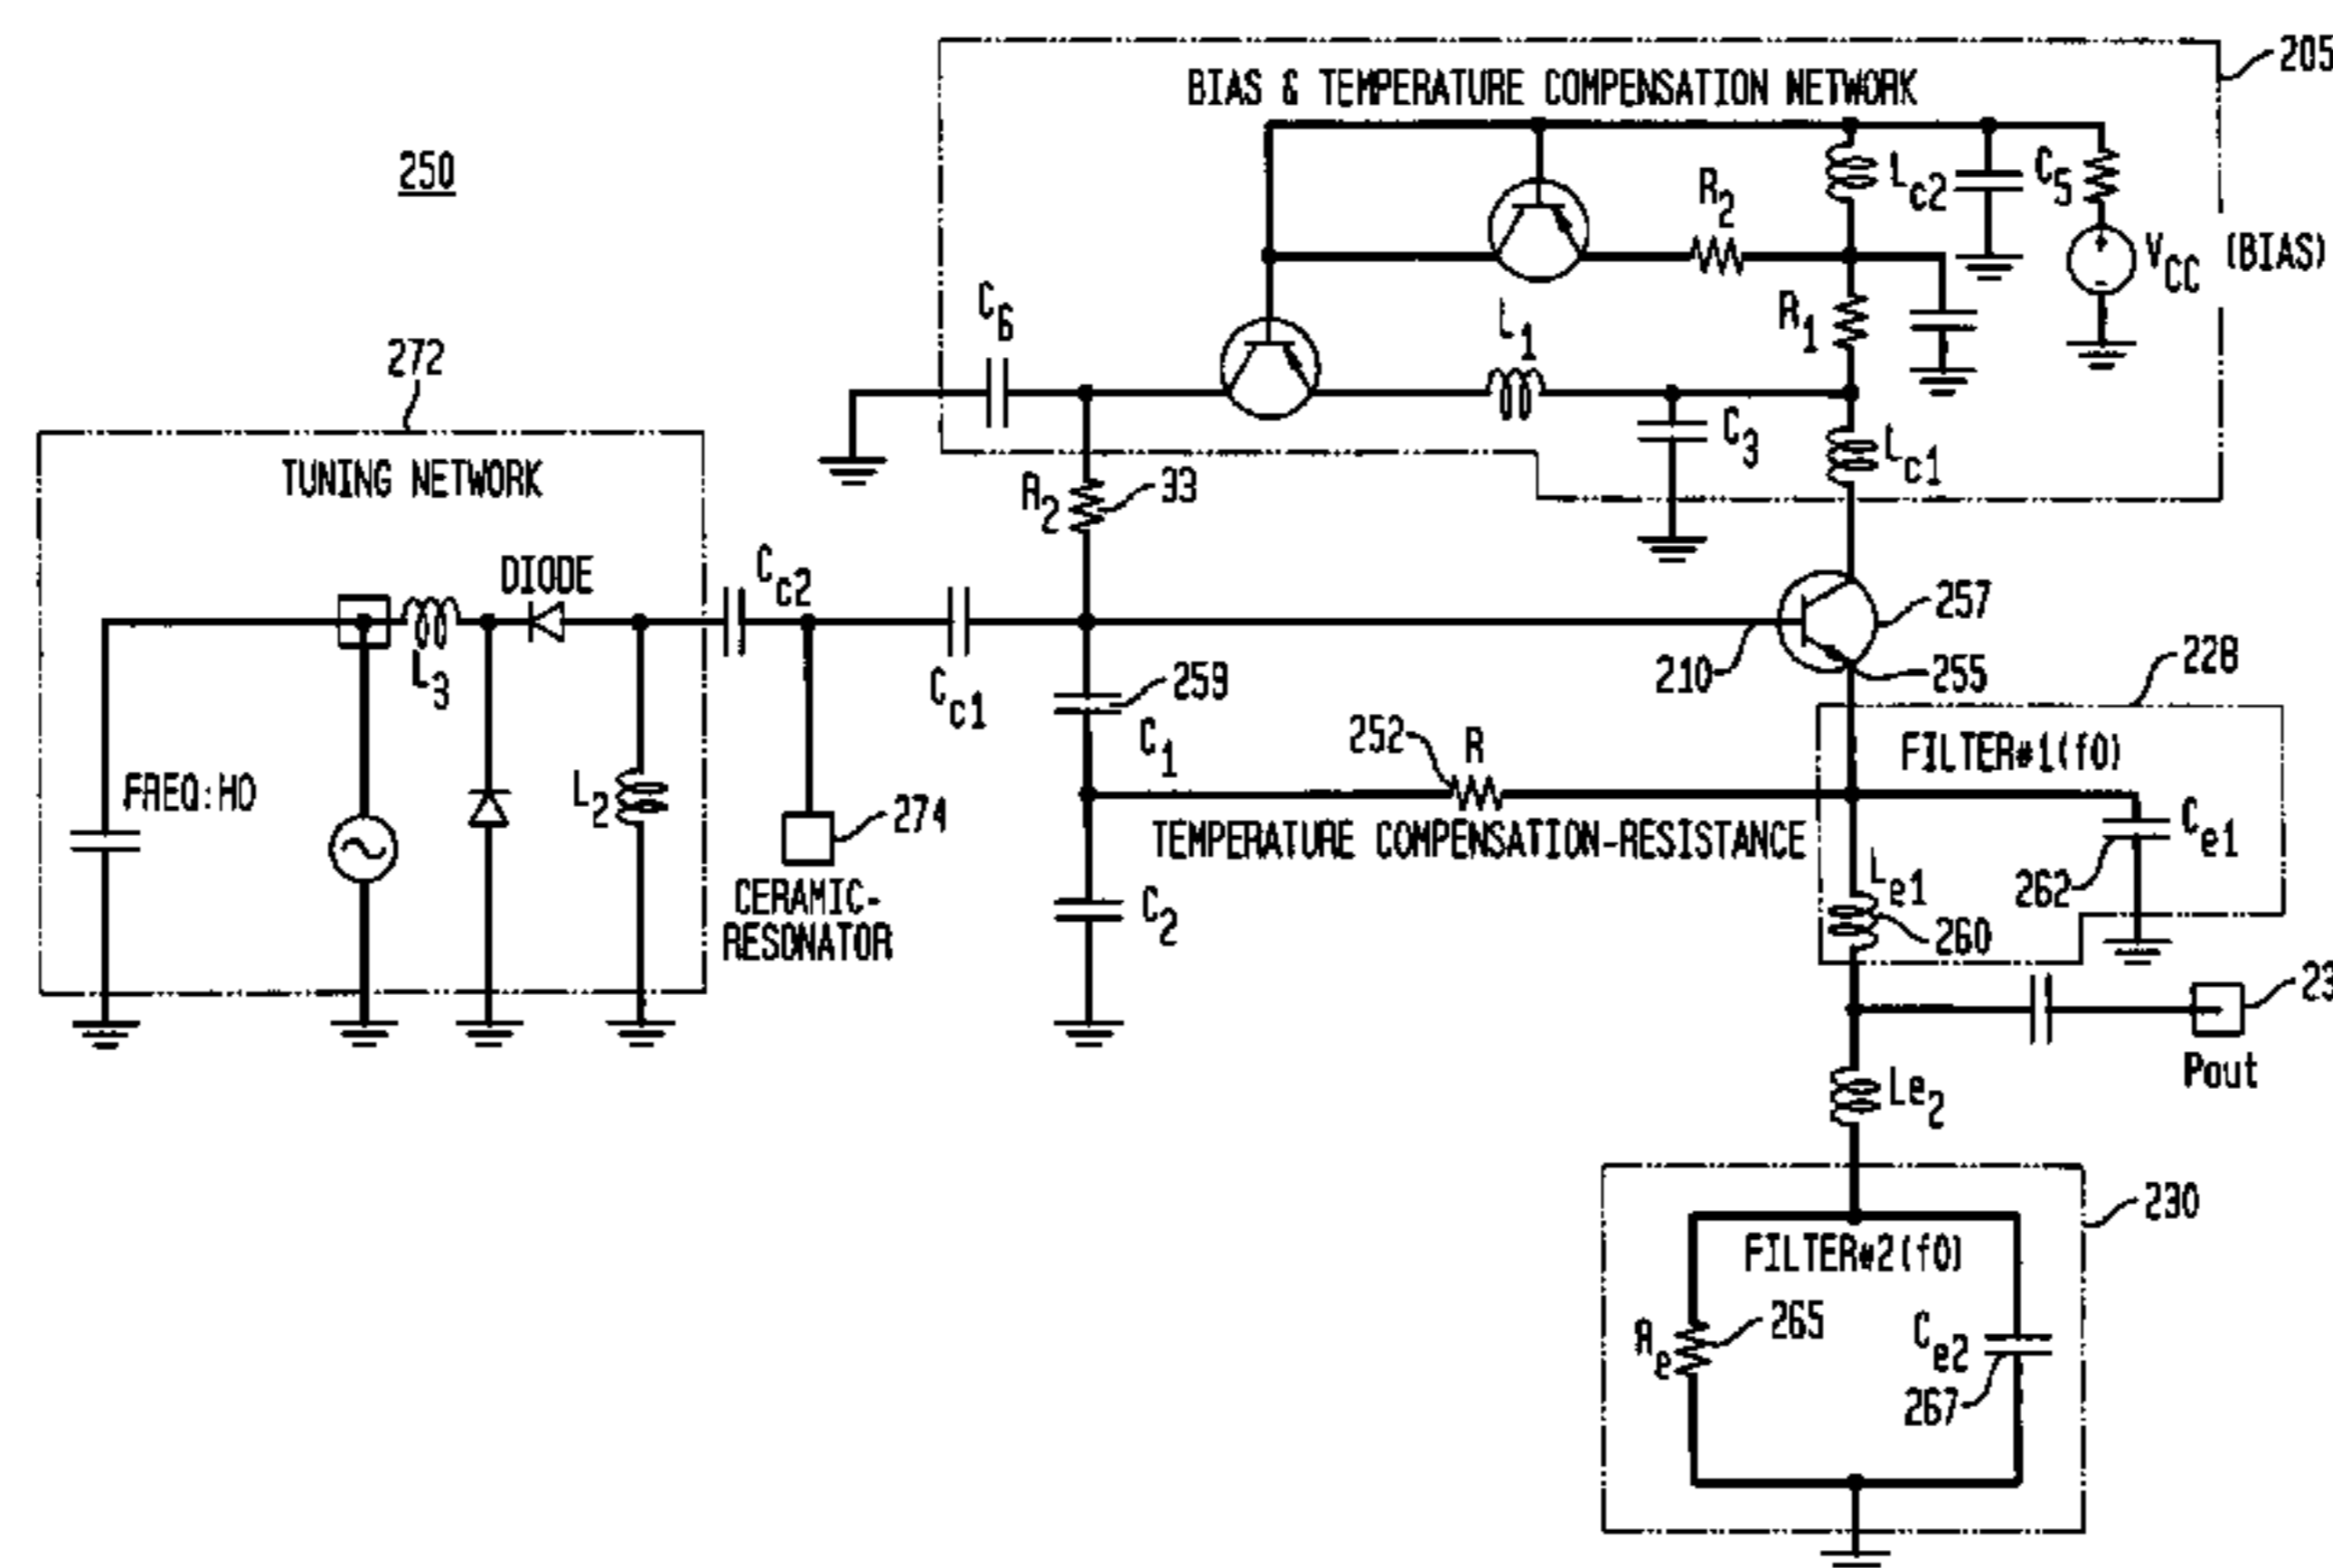 205
BIAS & TEMPERATURE COMPENSATION NETWORK
250
R2
Lc2
C5
VCC
(BIAS)
C6
L1
R1
272
C3
Lc1
TUNING NETWORK
R2
33
DIODE
Cc2
257
L3
Cc1
259
210
255
228
C1
252
R
FILTER#1(f0)
FREQ:H0
L2
274
TEMPERATURE COMPENSATION-RESISTANCE
Ce1
Le1
262
CERAMIC-
RESONATOR
C2
260
23
Pout
Le2
230
FILTER#2(f0)
Re
265
Ce2
267